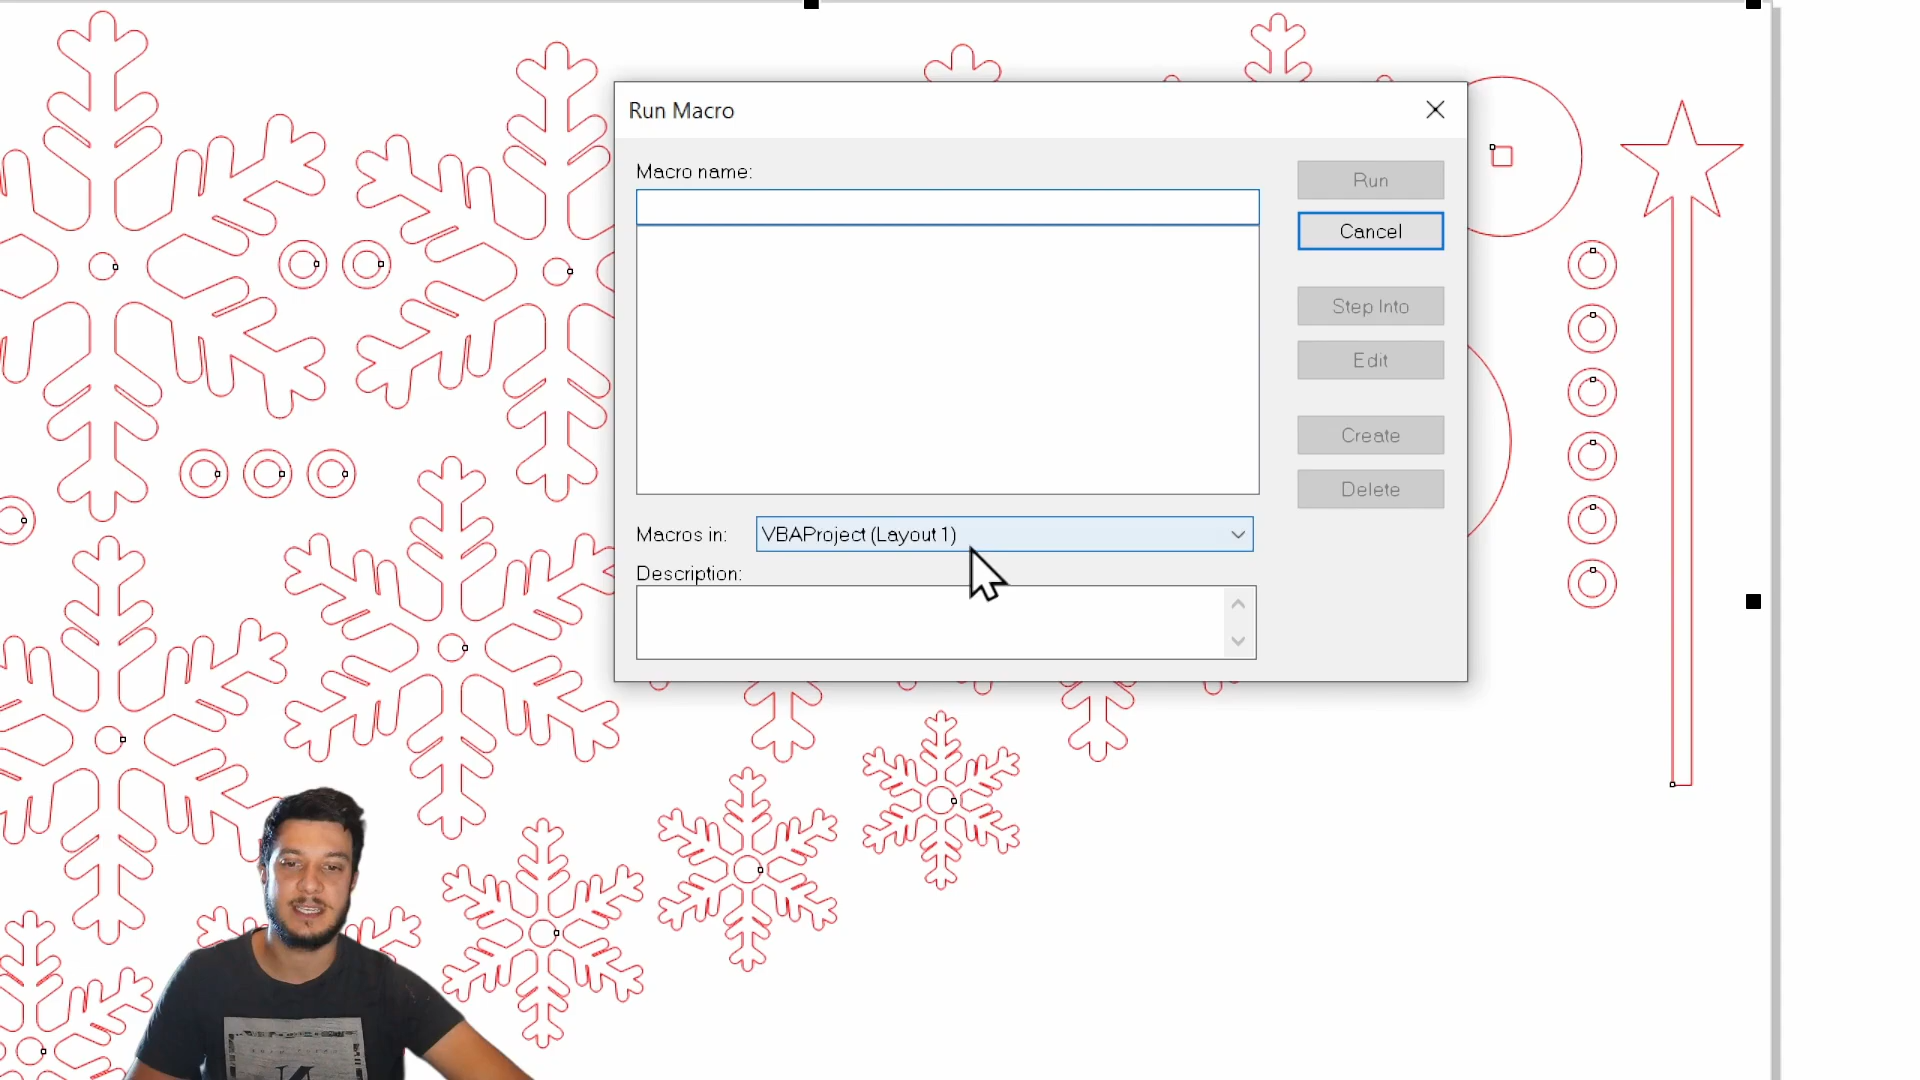 Run Macro
Macro name:
Run
Cancel
Step Into
Edit
Create
Delete
Macros in:
VBAProject (Layout 1)
Description: